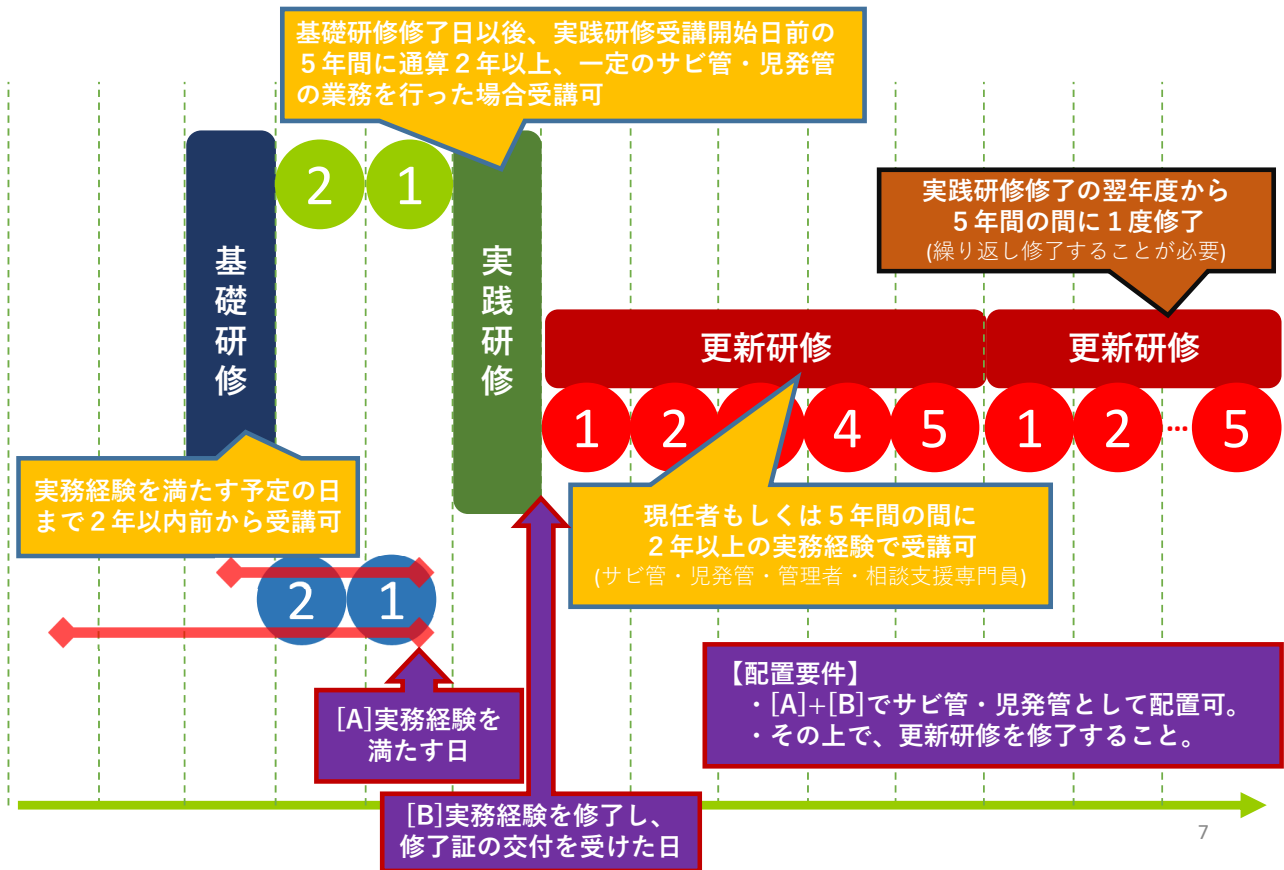 基礎研修修了日以後、実践研修受講開始日前の
５年間に通算２年以上、一定のサビ管・児発管
の業務を行った場合受講可
基礎研修
2
1
実践研修
実践研修修了の翌年度から
５年間の間に１度修了
(繰り返し修了することが必要)
更新研修
更新研修
1
2
4
5
1
2
…
5
実務経験を満たす予定の日
まで２年以内前から受講可
現任者もしくは５年間の間に
２年以上の実務経験で受講可
(サビ管・児発管・管理者・相談支援専門員)
2
1
[A]実務経験を
満たす日
【配置要件】
・[A]+[B]でサビ管・児発管として配置可。
・その上で、更新研修を修了すること。
[B]実務経験を修了し、
修了証の交付を受けた日
7